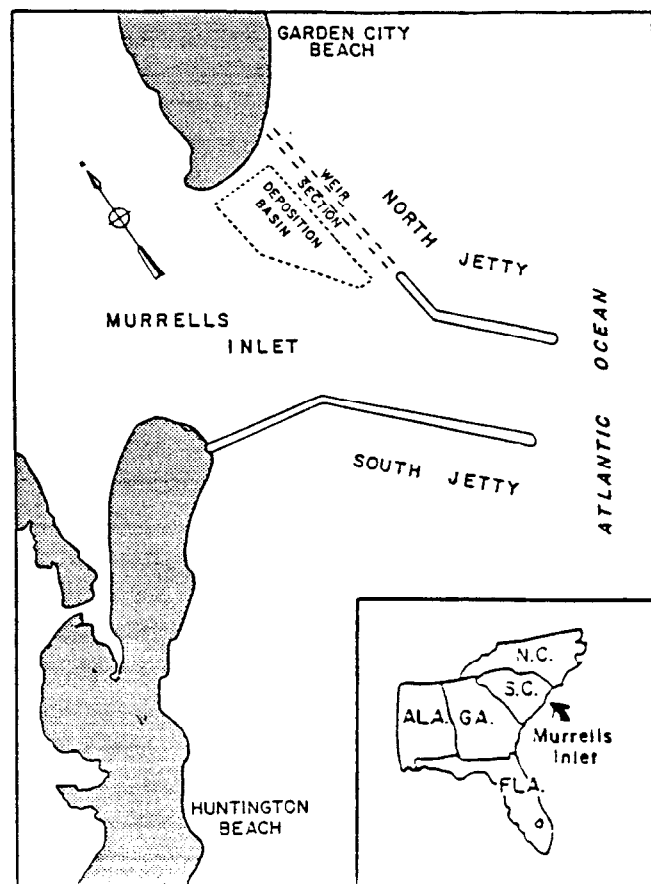 GARDEN CITY
BEACH
WEIR
SECTION
DEPOSITION
BASIN
NORTH JETTY
MURRELLS
INLET
ATLANTIC OCEAN
SOUTH JETTY
HUNTINGTON
BEACH
N.C.
S.C.
ALA.
GA.
Murrells
Inlet
FLA.